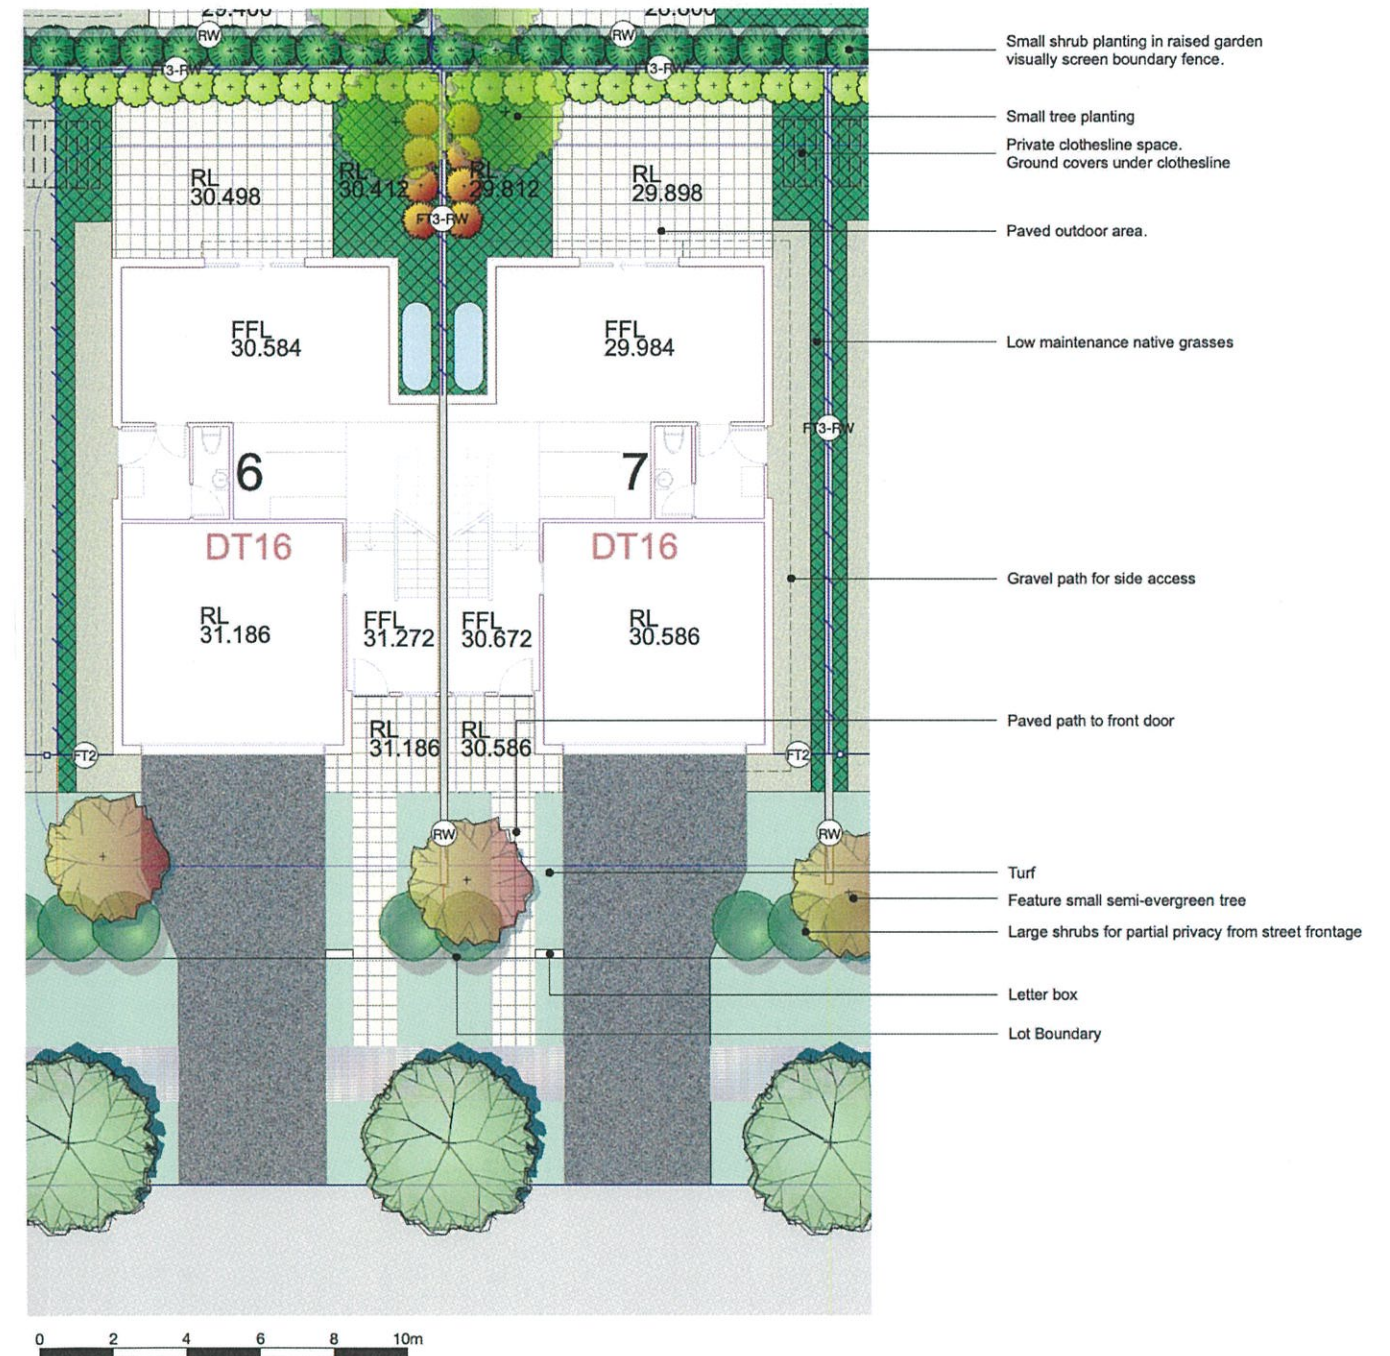 RW
RW
FT3-RW
FT3-RW
Small shrub planting in raised garden
visually screen boundary fence.
Small tree planting
Private clothesline space.
Ground covers under clothesline
RL
30.498
RL
30.412
RL
29.812
RL
29.898
FT3-RW
Paved outdoor area.
FFL
30.584
FFL
29.984
Low maintenance native grasses
FT3-RW
6
7
DT16
DT16
Gravel path for side access
RL
31.186
FFL
31.272
FFL
30.672
RL
30.586
RL
31.186
RL
30.586
Paved path to front door
FT2
FT2
RW
RW
Turf
Feature small semi-evergreen tree
Large shrubs for partial privacy from street frontage
Letter box
Lot Boundary
0 2 4 6 8 10m